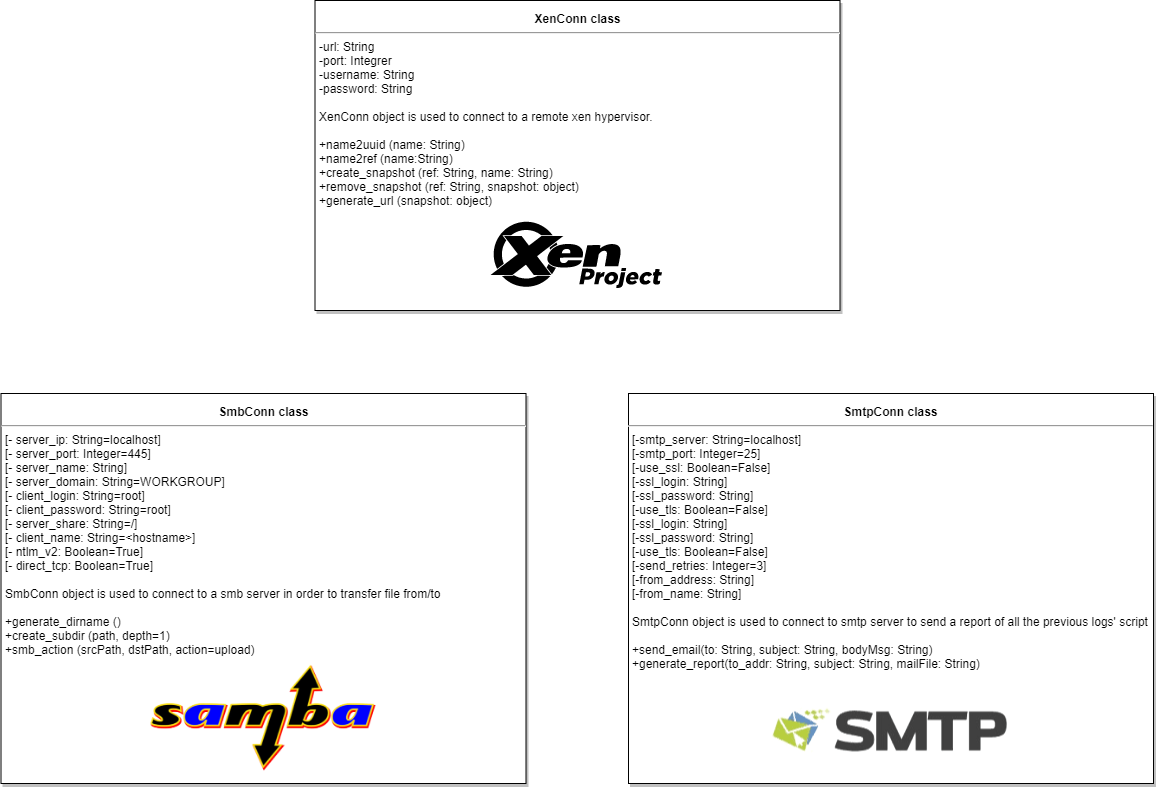 XenConn class
-url: String
-port: Integrer
-username: String
-password: String
XenConn object is used to connect to a remote xen hypervisor.
+name2uuid (name: String)
+name2ref (name:String)
+create_snapshot (ref: String, name: String)
+remove_snapshot (ref: String, snapshot: object)
+generate_url (snapshot: object)
Xen
Project
SmbConn class
[- server_ip: String=localhost]
[- server_port: Integer=445]
[- server_name: String]
[- server_domain: String=WORKGROUP]
[- client_login: String=root]
[- client_password: String=root]
[- server_share: String=/]
[- client_name: String=<hostname>]
[- ntlm_v2: Boolean=True]
[- direct_tcp: Boolean=True]
SmbConn object is used to connect to a smb server in order to transfer file from/to
+generate_dirname ()
+create_subdir (path, depth=1)
+smb_action (srcPath, dstPath, action=upload)
samba
SmtpConn class
[-smtp_server: String=localhost]
[-smtp_port: Integer=25]
[-use_ssl: Boolean=False]
[-ssl_login: String]
[-ssl_password: String]
[-use_tls: Boolean=False]
[-ssl_login: String]
[-ssl_password: String]
[-use_tls: Boolean=False]
[-send_retries: Integer=3]
[-from_address: String]
[-from_name: String]
SmtpConn object is used to connect to smtp server to send a report of all the previous logs' script
+send_email(to: String, subject: String, bodyMsg: String)
+generate_report(to_addr: String, subject: String, mailFile: String)
SMTP